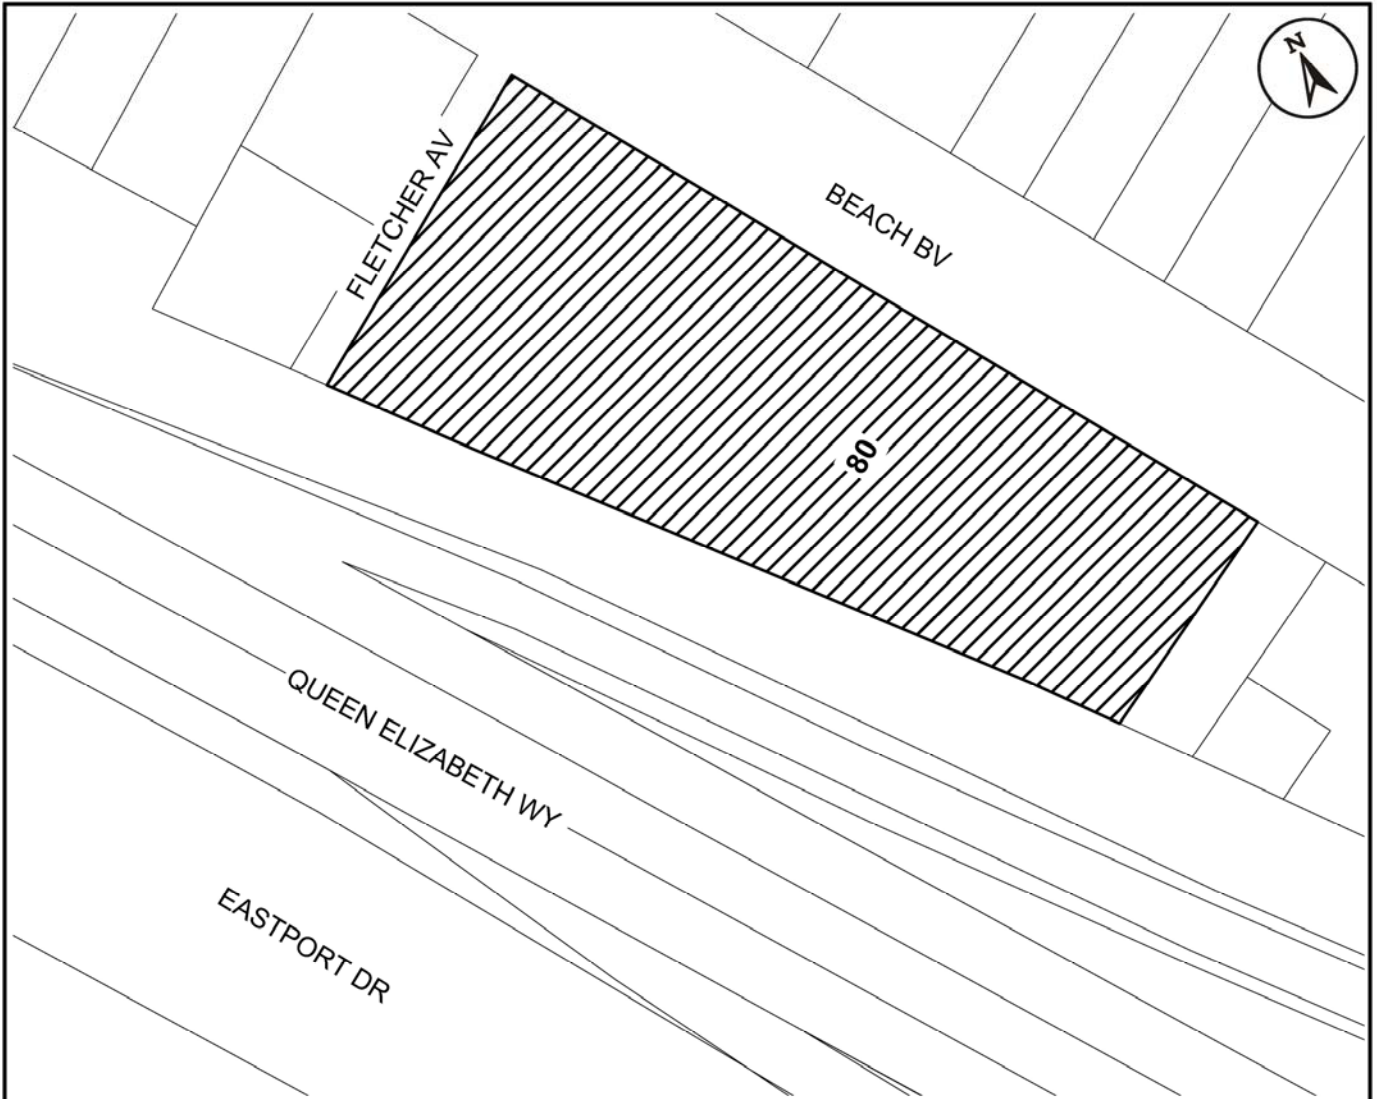 N
FLETCHER AV
BEACH BV
80
QUEEN ELIZABETH WY
EASTPORT DR